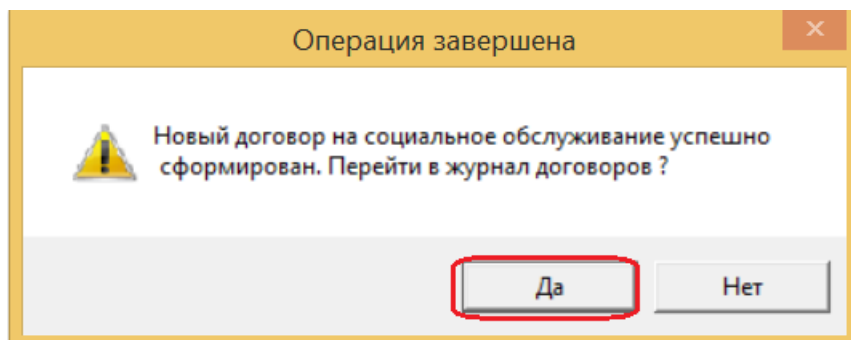 Операция завершена
Новый договор на социальное обслуживание успешно
сформирован. Перейти в журнал договоров ?
Да
Нет